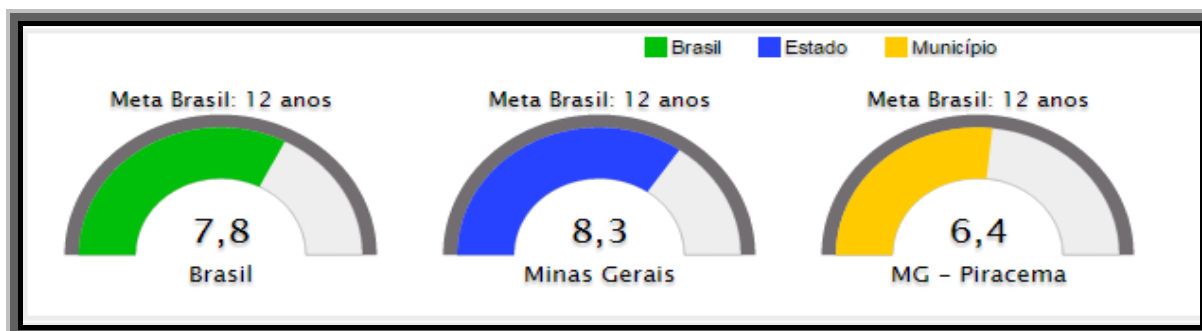 Brasil Estado Município
Meta Brasil: 12 anos Meta Brasil: 12 anos Meta Brasil: 12 anos
7,8 8,3 6,4
Brasil Minas Gerais MG – Piracema